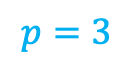 p = 3